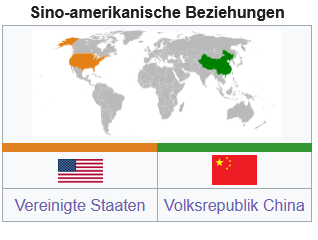 Sino-amerikanische Beziehungen
Vereinigte Staaten
Volksrepublik China